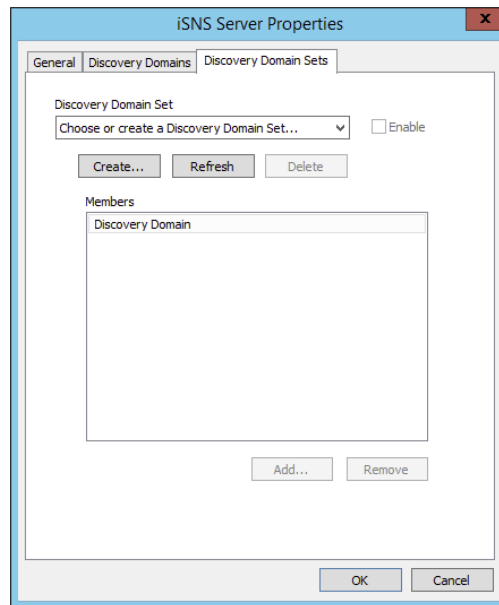 iSNS Server Properties
x
General Discovery Domains Discovery Domain Sets
Discovery Domain Set
Choose or create a Discovery Domain Set... Enable
Create... Refresh Delete
Members
Discovery Domain
Add... Remove
OK Cancel